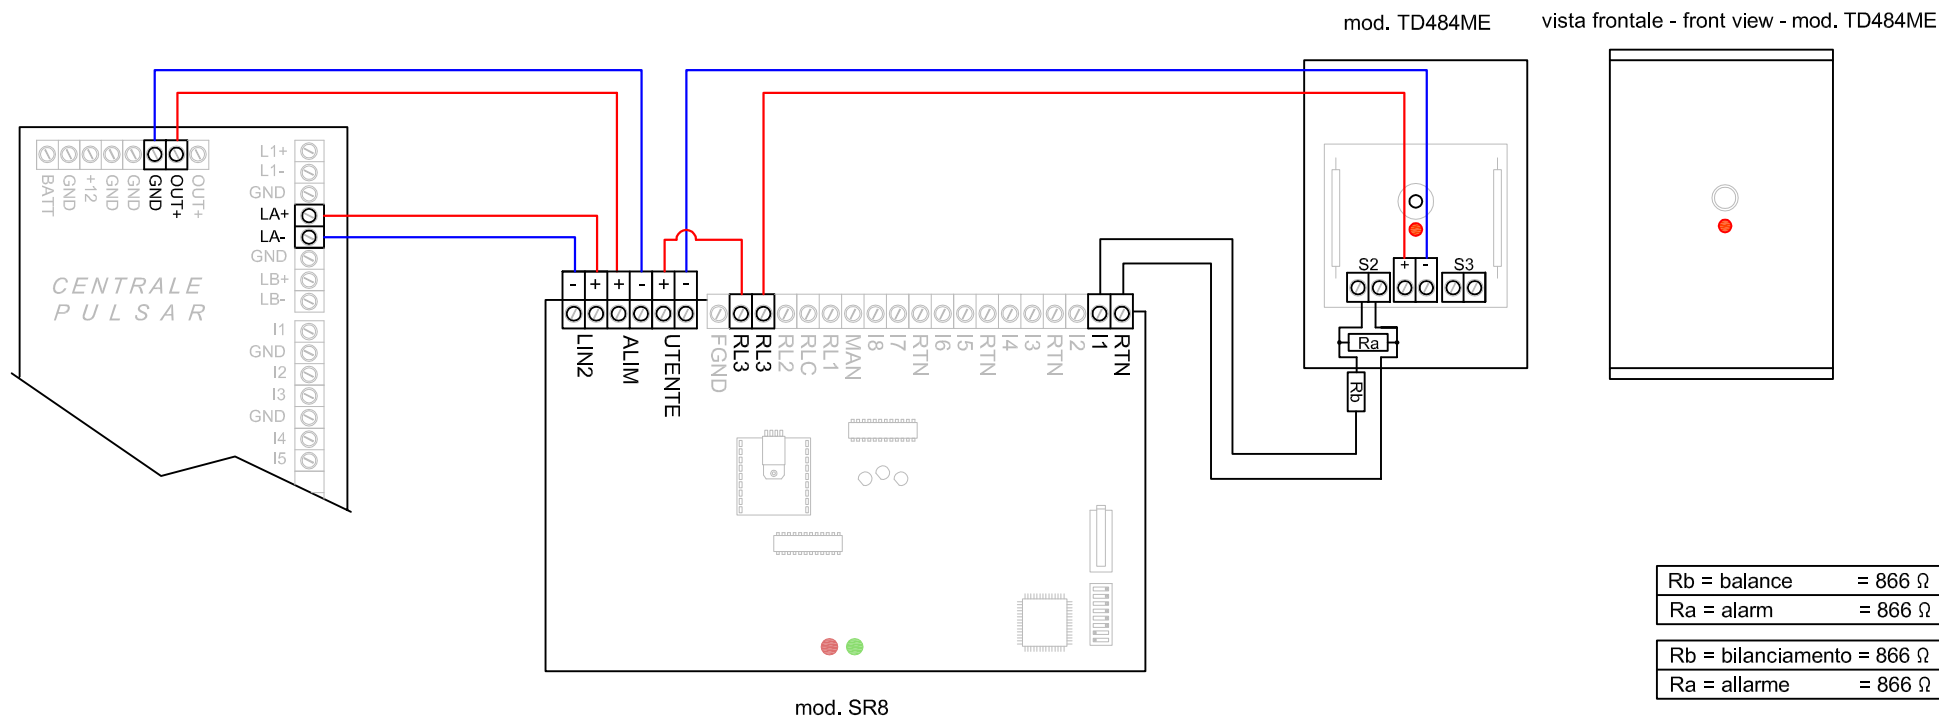 mod. TD484ME
vista frontale - front view - mod. TD484ME
BATT
GND
+12
GND
GND
GND
OUT+
OUT+
L1+
L1-
GND
LA+
LA-
GND
LB+
LB-
I1
GND
I2
I3
GND
I4
I5
CENTRALE
PULSAR
- + + - + -
LIN2
ALIM
UTENTE
FGND
RL3
RL3
RL2
RLC
RL1
MAN
I8
I7
RTN
I6
I5
RTN
I4
I3
RTN
I2
I1
RTN
S2
+ -
S3
Ra
Rb
mod. SR8
Rb = balance = 866 Ω
Ra = alarm = 866 Ω
Rb = bilanciamento = 866 Ω
Ra = allarme = 866 Ω